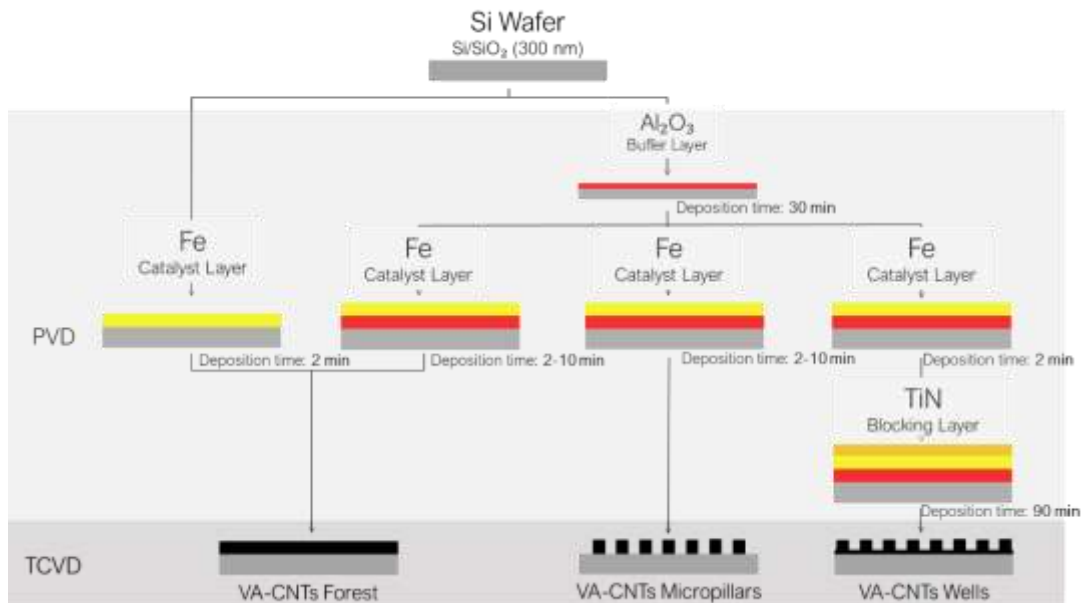 Si Wafer
Si/SiO₂ (300 nm)
Al₂O₃
Buffer Layer
Deposition time: 30 min
Fe
Catalyst Layer
Fe
Catalyst Layer
Fe
Catalyst Layer
Fe
Catalyst Layer
PVD
Deposition time: 2 min
Deposition time: 2-10 min
Deposition time: 2-10 min
Deposition time: 2 min
TiN
Blocking Layer
Deposition time: 90 min
TCVD
VA-CNTs Forest
VA-CNTs Micropillars
VA-CNTs Wells